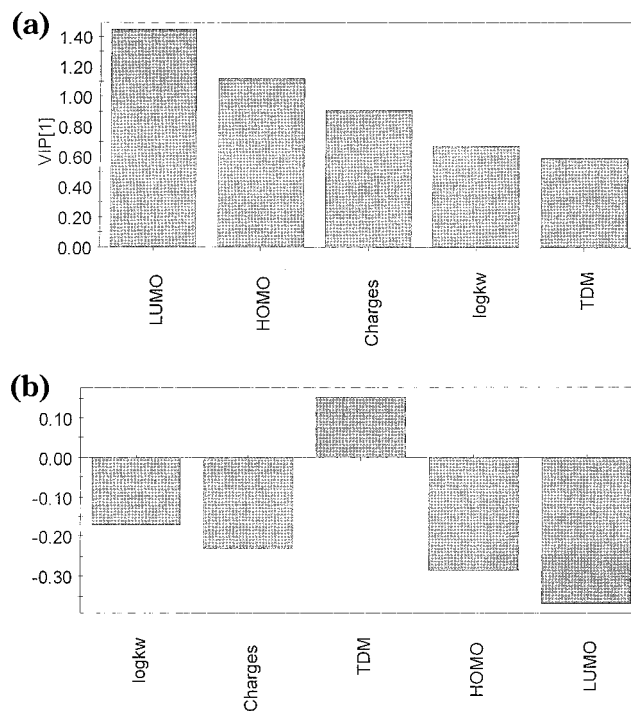 (a)
1.40
1.20
1.00
0.80
0.60
0.40
0.20
0.00
VIP[1]
LUMO
HOMO
Charges
logkw
TDM
(b)
0.10
0.00
-0.10
-0.20
-0.30
logkw
Charges
TDM
HOMO
LUMO